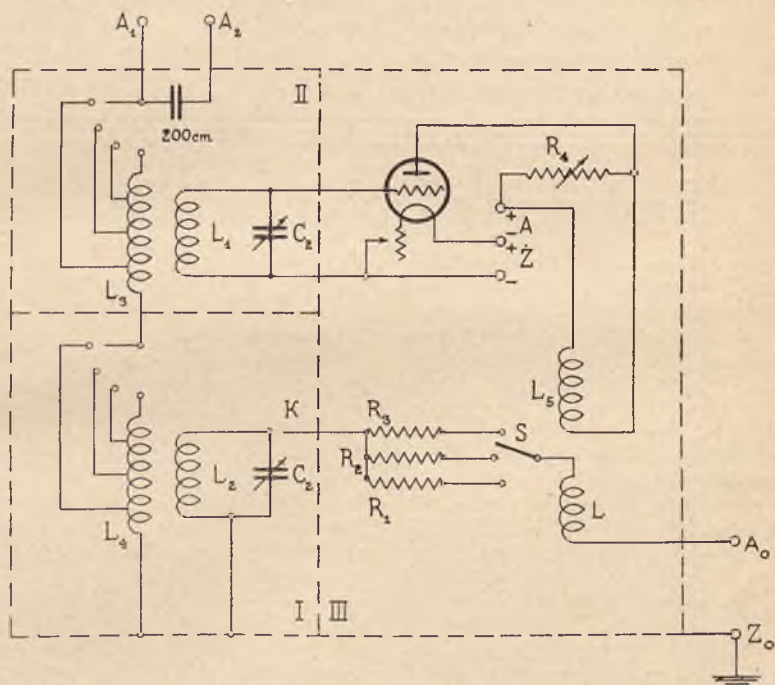 A₁ A₂
II
200cm
R₄
+
L₁ C₂
- A
+ Ż
-
L₃
L₅
K R₃ S
L₂ C₂ R₂
R₁ L
L₄
A₀
I III
Z₀